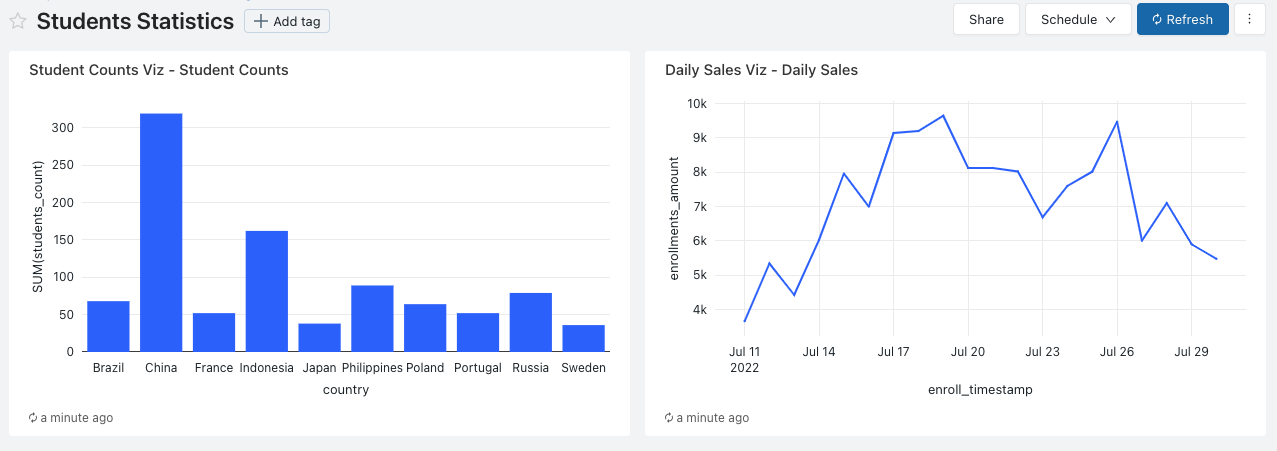 Students Statistics
Add tag
Share
Schedule
Refresh
Student Counts Viz - Student Counts
SUM(students_count)
300
250
200
150
100
50
0
Brazil China France Indonesia Japan Philippines Poland Portugal Russia Sweden
country
a minute ago
Daily Sales Viz - Daily Sales
enrollments_amount
10k
9k
8k
7k
6k
5k
4k
Jul 11 Jul 14 Jul 17 Jul 20 Jul 23 Jul 26 Jul 29
2022
enroll_timestamp
a minute ago